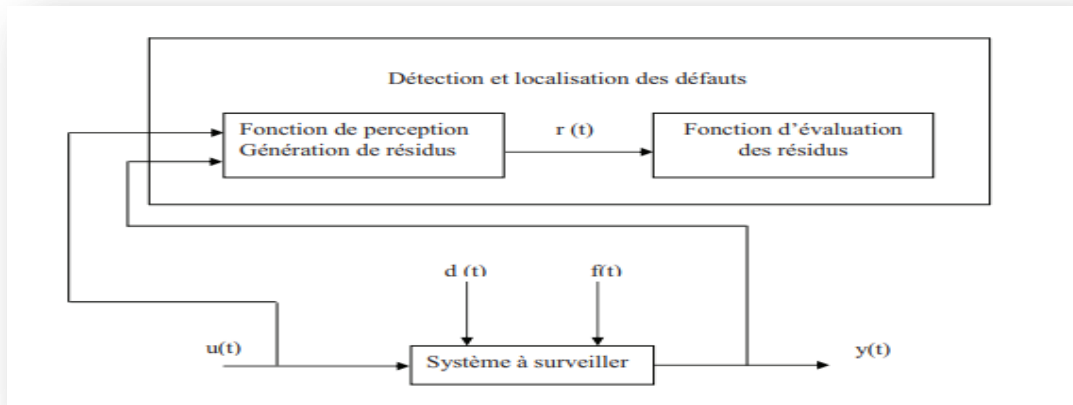 Détection et localisation des défauts
Fonction de perception
Génération de résidus
r (t)
Fonction d'évaluation
des résidus
d (t)
f(t)
u(t)
Système à surveiller
y(t)